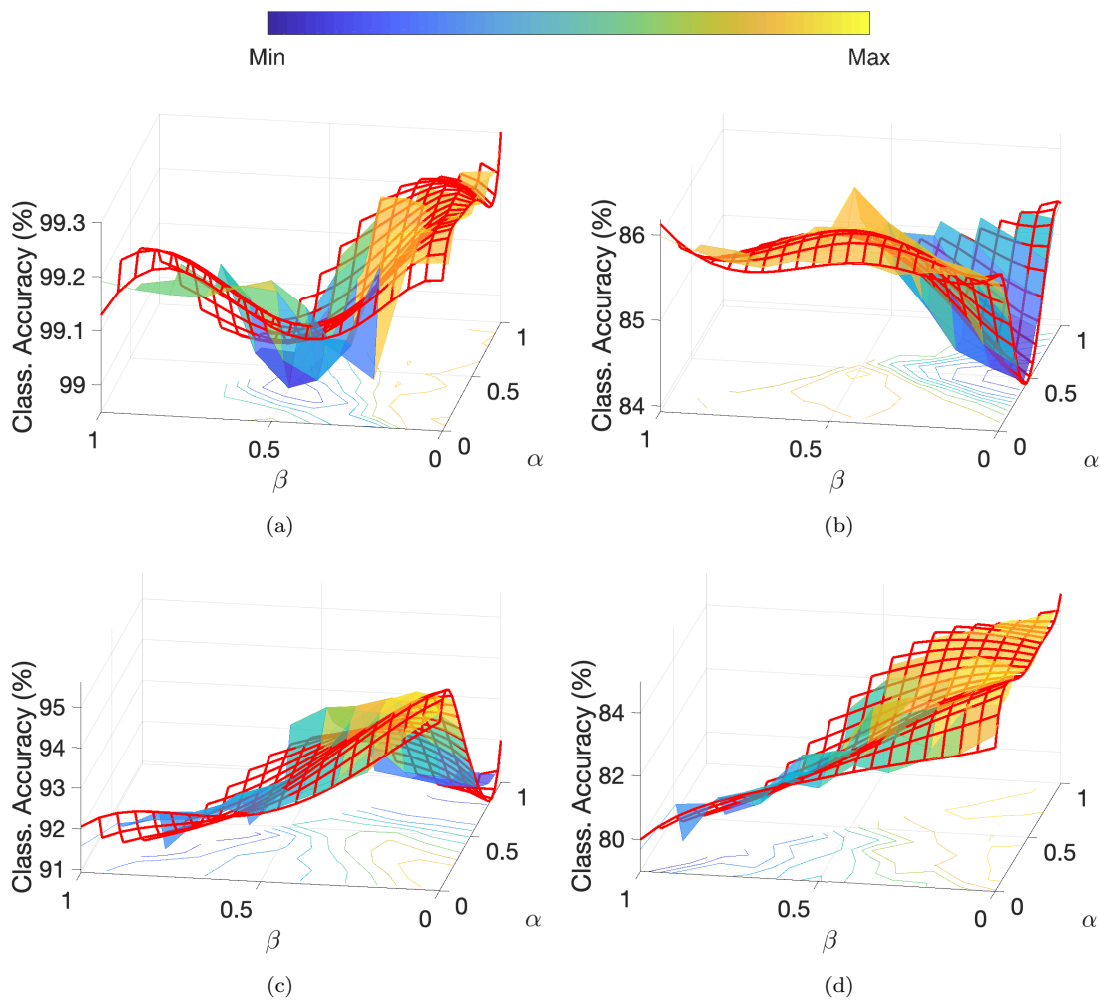 Min Max
Class. Accuracy (%)
99.3
99.2
99.1
99
1
0.5
0
β
0
0.5
1
α
(a)
Class. Accuracy (%)
86
85
84
1
0.5
0
β
0
0.5
1
α
(b)
Class. Accuracy (%)
95
94
93
92
91
1
0.5
0
β
0
0.5
1
α
(c)
Class. Accuracy (%)
84
82
80
1
0.5
0
β
0
0.5
1
α
(d)